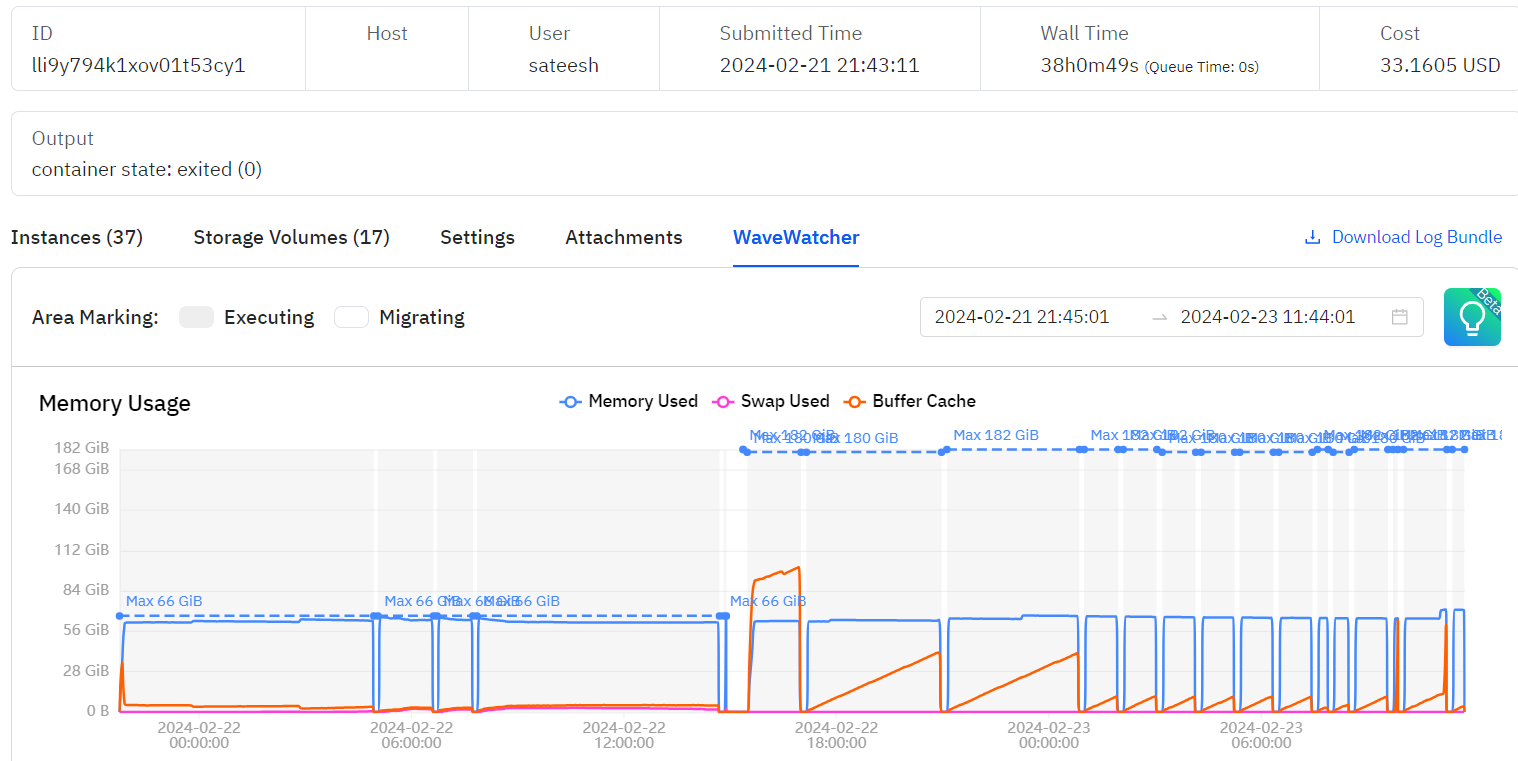 ID Host User Submitted Time Wall Time Cost
lli9y794k1xov01t53cy1 sateesh 2024-02-21 21:43:11 38h0m49s (Queue Time: 0s) 33.1605 USD
Output
container state: exited (0)
Instances (37) Storage Volumes (17) Settings Attachments WaveWatcher Download Log Bundle
Area Marking: Executing Migrating 2024-02-21 21:45:01 → 2024-02-23 11:44:01 Beta
Memory Usage Memory Used Swap Used Buffer Cache
Max 182 GiB Max 180 GiB Max 182 GiB Max 182 GiB
182 GiB
168 GiB
140 GiB
112 GiB
84 GiB
Max 66 GiB Max 66 GiB Max 66 GiB Max 66 GiB Max 66 GiB
56 GiB
28 GiB
0 B
2024-02-22 2024-02-22 2024-02-22 2024-02-22 2024-02-23 2024-02-23
00:00:00 06:00:00 12:00:00 18:00:00 00:00:00 06:00:00